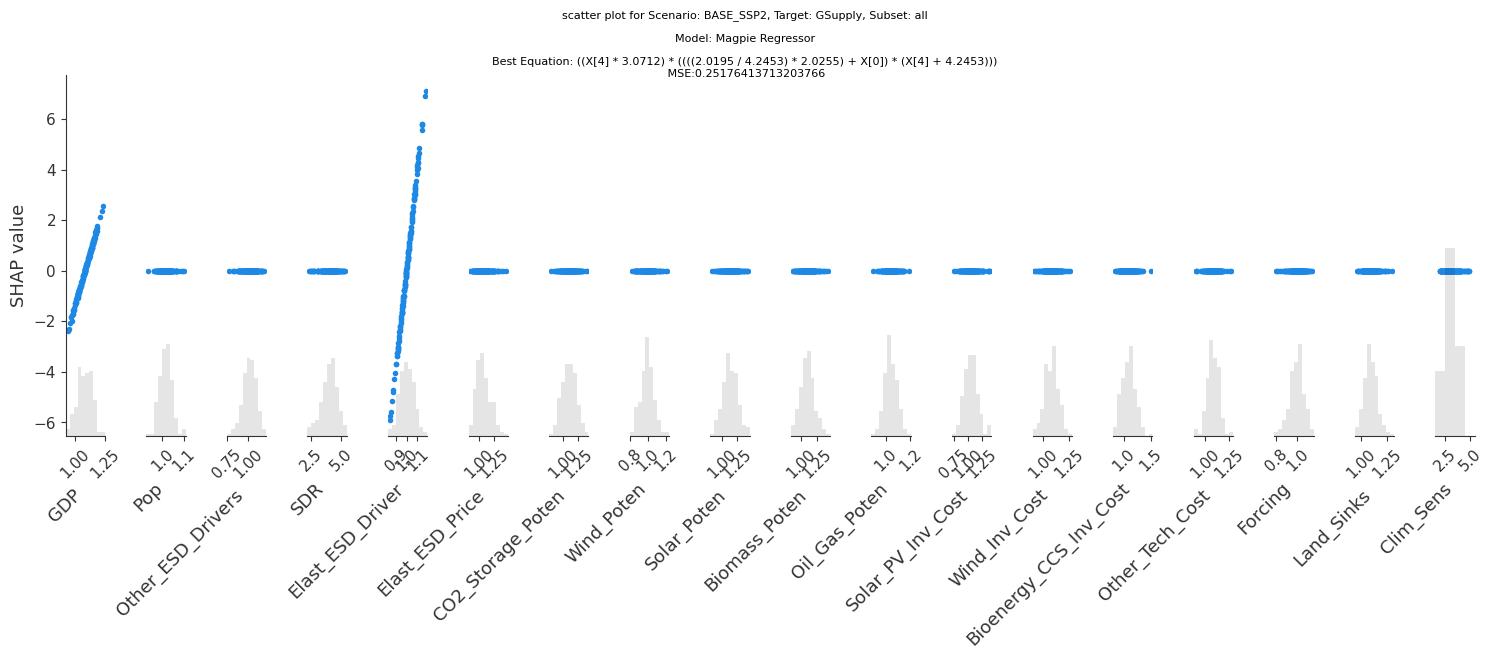 scatter plot for Scenario: BASE_SSP2, Target: GSupply, Subset: all
Model: Magpie Regressor
Best Equation: ((X[4] * 3.0712) * ((((2.0195 / 4.2453) * 2.0255) + X[0]) * (X[4] + 4.2453)))
MSE:0.25176413713203766
SHAP value
6
4
2
0
−2
−4
−6
1.00 1.25
1.0 1.1
0.75 1.00
2.5 5.0
0.9 1.0 1.1
1.00 1.25
1.00 1.25
0.8 1.0 1.2
1.00 1.25
1.00 1.25
1.0 1.2
0.75 1.00 1.25
1.00 1.25
1.0 1.5
1.00 1.25
0.8 1.0
1.00 1.25
2.5 5.0
GDP
Pop
Other_ESD_Drivers
SDR
Elast_ESD_Driver
Elast_ESD_Price
CO2_Storage_Poten
Wind_Poten
Solar_Poten
Biomass_Poten
Oil_Gas_Poten
Solar_PV_Inv_Cost
Wind_Inv_Cost
Bioenergy_CCS_Inv_Cost
Other_Tech_Cost
Forcing
Land_Sinks
Clim_Sens